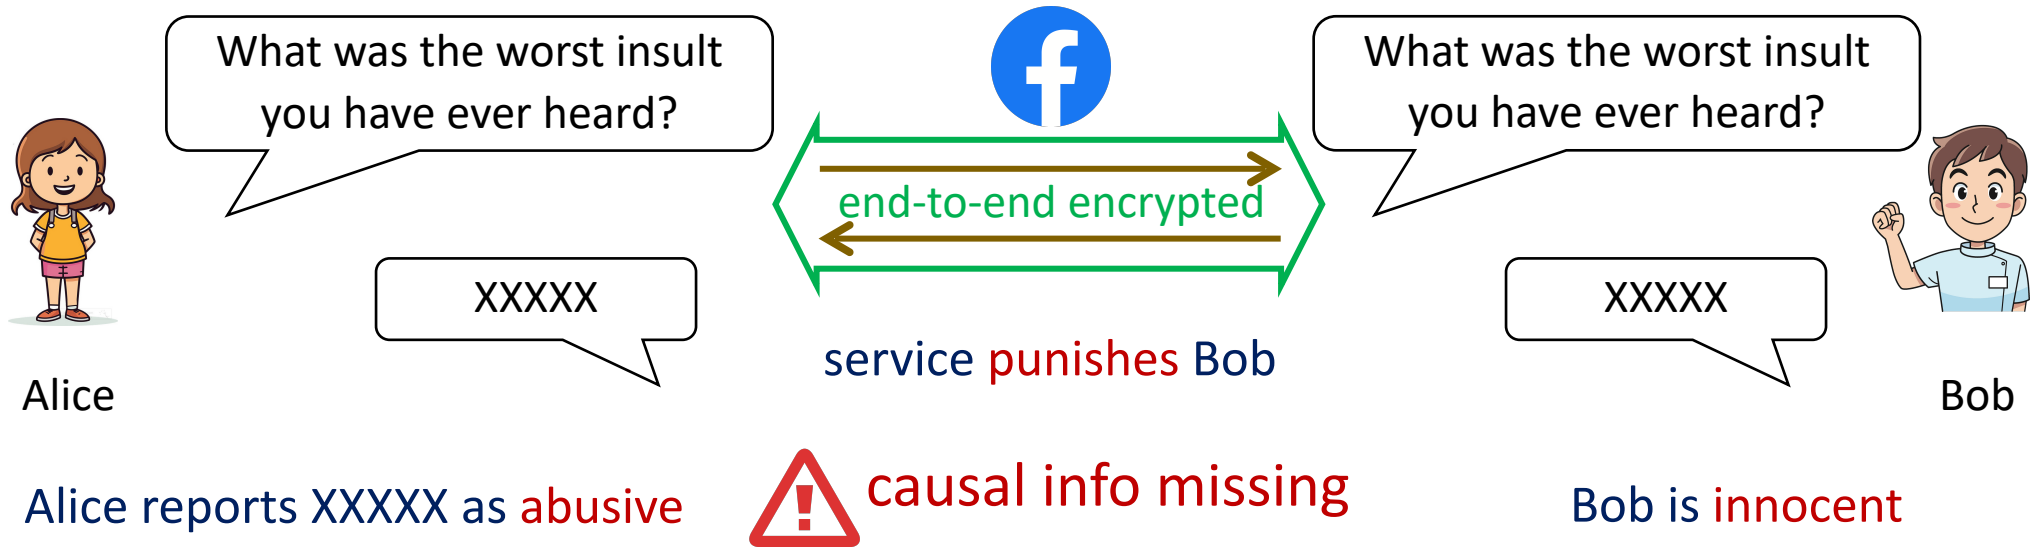 What was the worst insult
you have ever heard?
What was the worst insult
you have ever heard?
end-to-end encrypted
XXXXX
XXXXX
service punishes Bob
Alice
Bob
causal info missing
Alice reports XXXXX as abusive
Bob is innocent